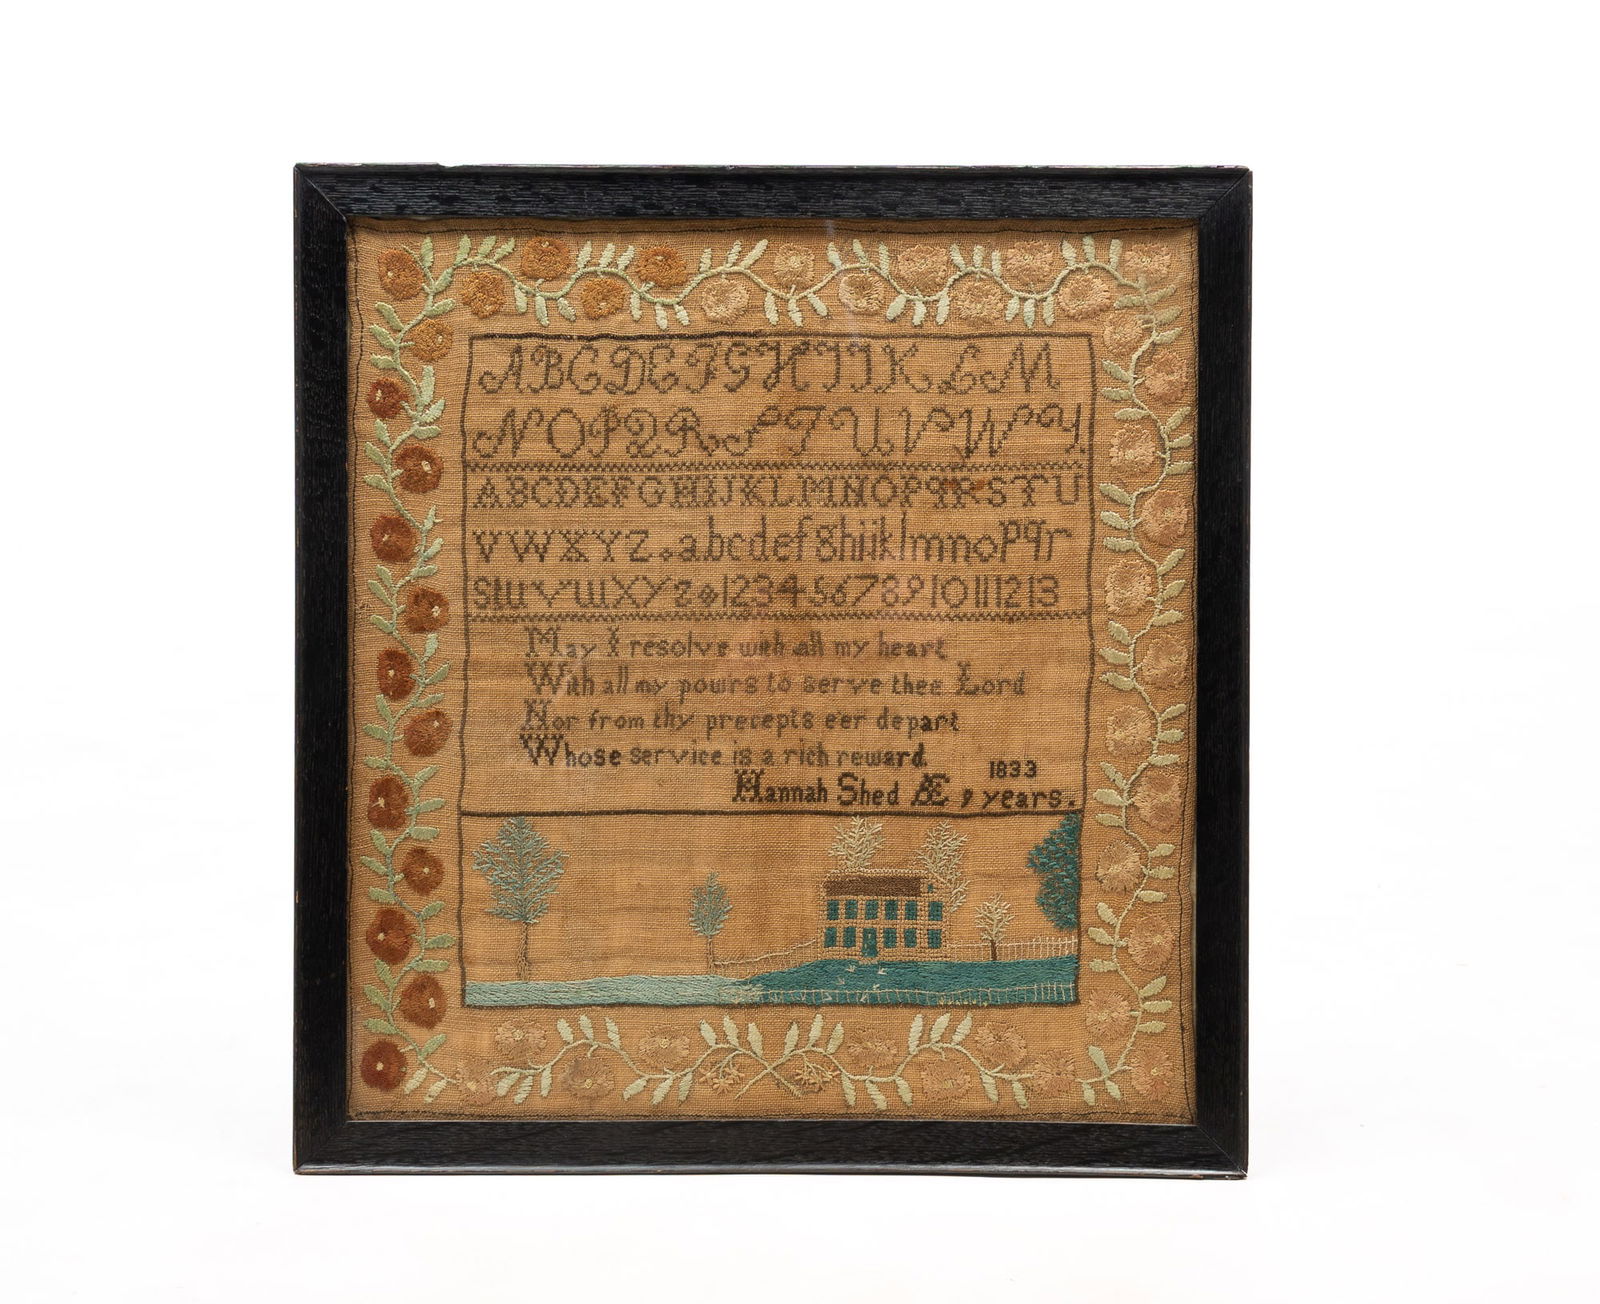 ABCDEFGHIJKLM
NOPQRSTUVWY.
ABCDEFGHIJKLMNOPQRSTU
VWXYZ.abcdefghijklmnopqr
stuvwxyz 12345678910111213
May I resolve with all my heart
With all my powrs to serve thee Lord
Nor from thy precepts e'er depart
Whose service is a rich reward
1833
Hannah Shed Æ 9 years.